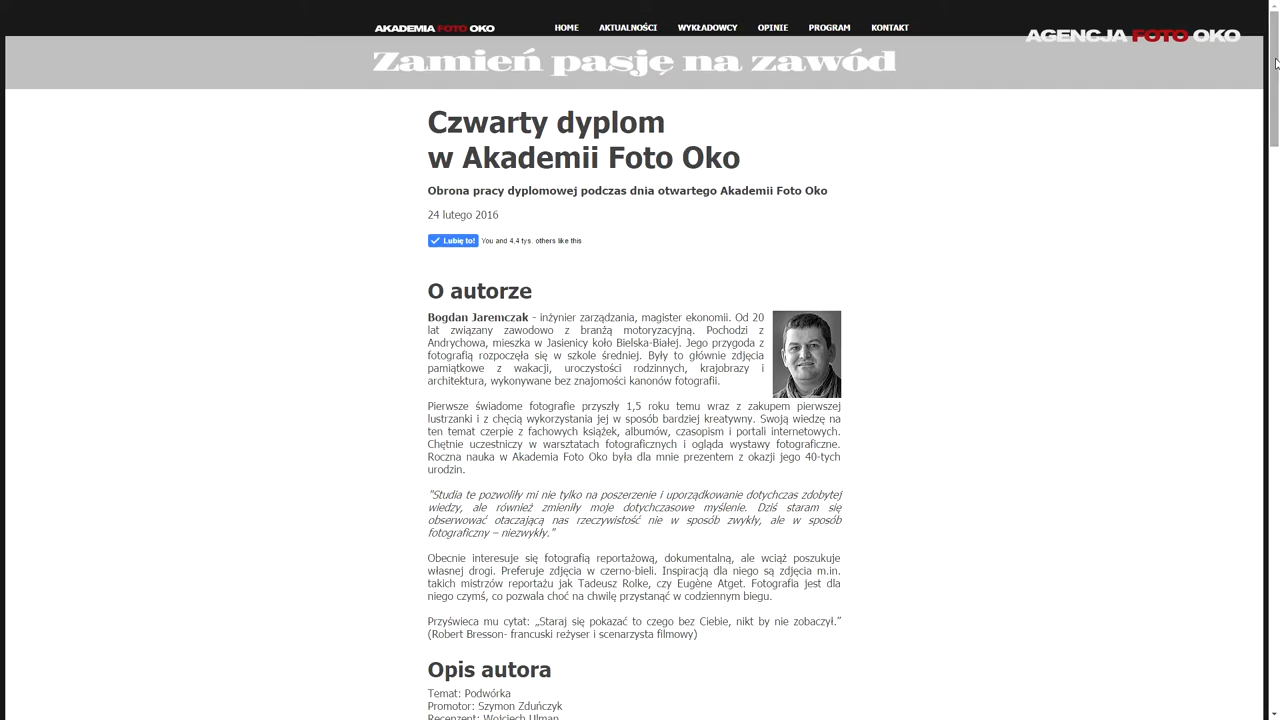 AKADEMIA FOTO OKO HOME AKTUALNOŚCI WYKŁADOWCY OPINIE PROGRAM KONTAKT
AGENCJA FOTO OKO
Zamień pasję na zawód
Czwarty dyplom
w Akademii Foto Oko
Obrona pracy dyplomowej podczas dnia otwartego Akademii Foto Oko
24 lutego 2016
Lubię to! You and 4,4 tys. others like this.
O autorze
Bogdan Jaremczak - inżynier zarządzania, magister ekonomii. Od 20
lat związany zawodowo z branżą motoryzacyjną. Pochodzi z
Andrychowa, mieszka w Jasienicy koło Bielska-Białej. Jego przygoda z
fotografią rozpoczęła się w szkole średniej. Były to głównie zdjęcia
pamiątkowe z wakacji, uroczystości rodzinnych, krajobrazy i
architektura, wykonywane bez znajomości kanonów fotografii.
Pierwsze świadome fotografie przyszły 1,5 roku temu wraz z zakupem pierwszej
lustrzanki i z chęcią wykorzystania jej w sposób bardziej kreatywny. Swoją wiedzę na
ten temat czerpie z fachowych książek, albumów, czasopism i portali internetowych.
Chętnie uczestniczy w warsztatach fotograficznych i ogląda wystawy fotograficzne.
Roczna nauka w Akademia Foto Oko była dla mnie prezentem z okazji jego 40-tych
urodzin.
"Studia te pozwoliły mi nie tylko na poszerzenie i uporządkowanie dotychczas zdobytej
wiedzy, ale również zmieniły moje dotychczasowe myślenie. Dziś staram się
obserwować otaczającą nas rzeczywistość nie w sposób zwykły, ale w sposób
fotograficzny – niezwykły."
Obecnie interesuje się fotografią reportażową, dokumentalną, ale wciąż poszukuje
własnej drogi. Preferuje zdjęcia w czerno-bieli. Inspiracją dla niego są zdjęcia m.in.
takich mistrzów reportażu jak Tadeusz Rolke, czy Eugène Atget. Fotografia jest dla
niego czymś, co pozwala choć na chwilę przystanąć w codziennym biegu.
Przyświeca mu cytat: „Staraj się pokazać to czego bez Ciebie, nikt by nie zobaczył."
(Robert Bresson- francuski reżyser i scenarzysta filmowy)
Opis autora
Temat: Podwórka
Promotor: Szymon Zduńczyk
Recenzent: Wojciech Ulman